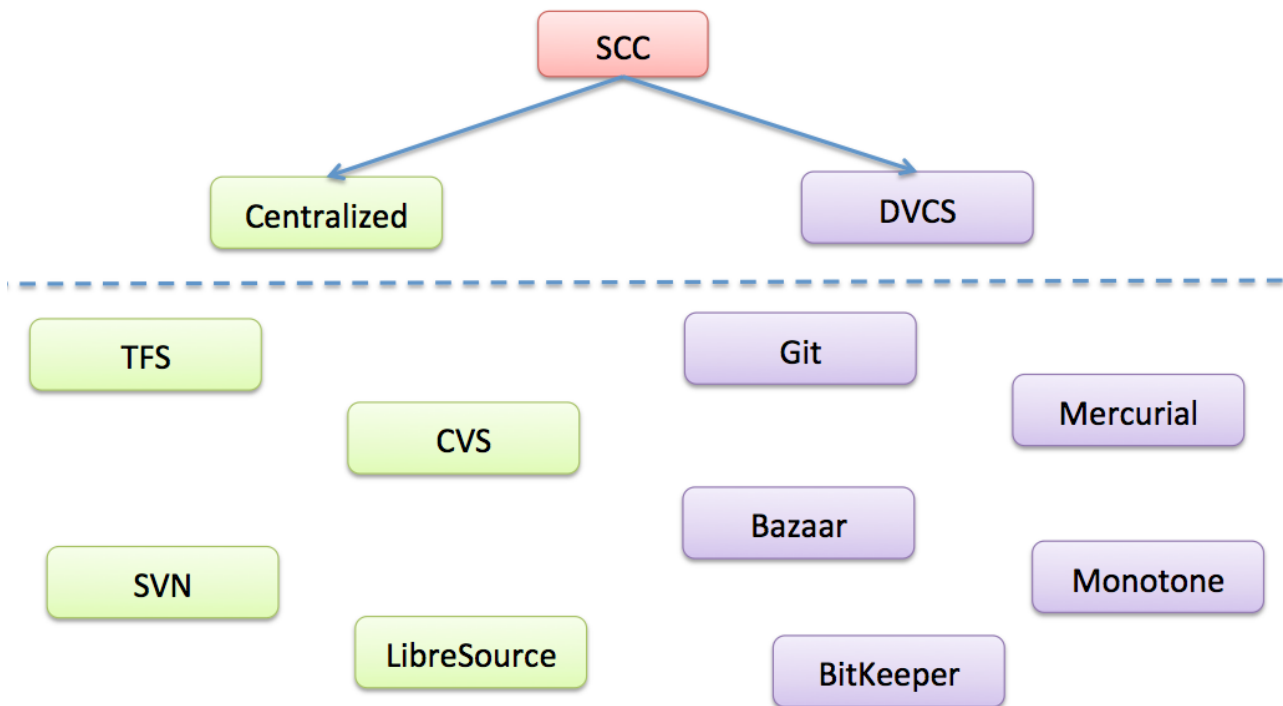 SCC
Centralized
DVCS
TFS
Git
Mercurial
CVS
Bazaar
SVN
Monotone
LibreSource
BitKeeper